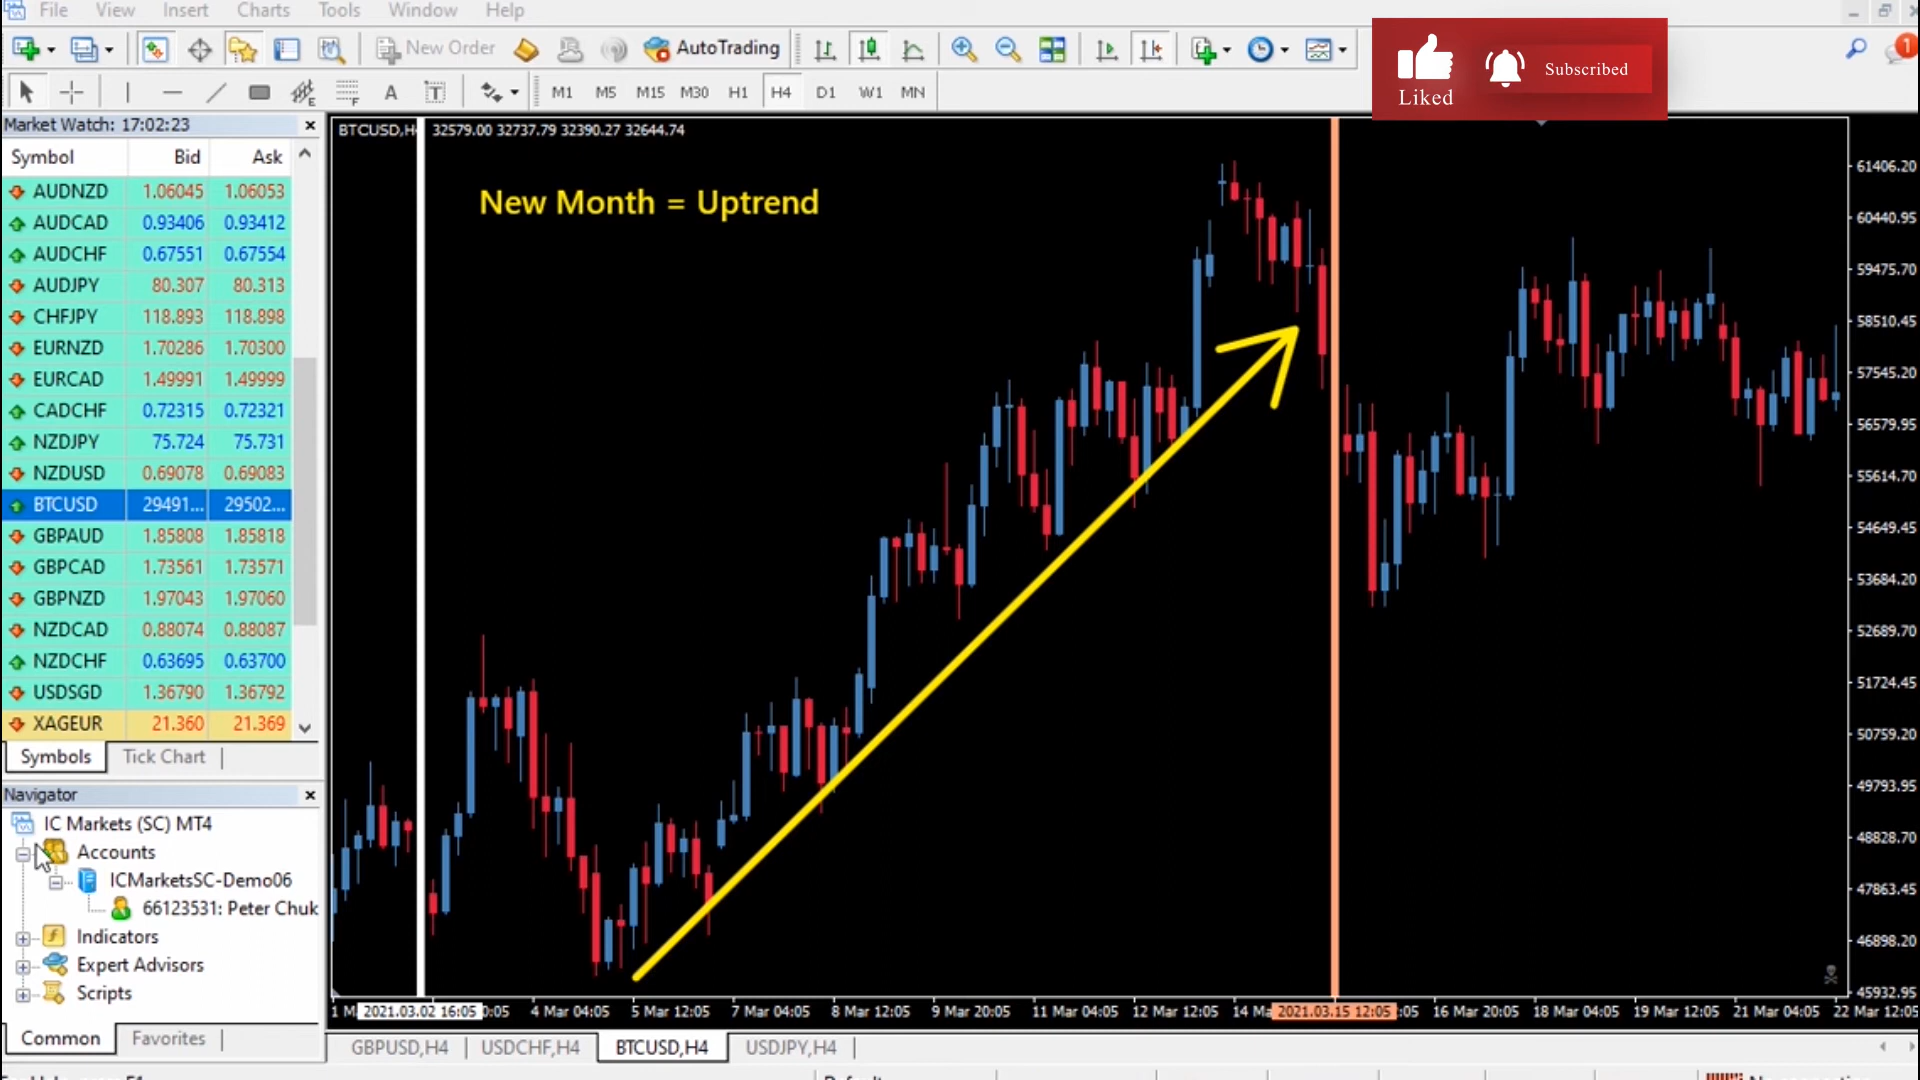 File View Insert Charts Tools Window Help
New Order AutoTrading
1
Liked Subscribed
A T M1 M5 M15 M30 H1 H4 D1 W1 MN
Market Watch: 17:02:23
Symbol Bid Ask
AUDNZD 1.06045 1.06053
AUDCAD 0.93406 0.93412
AUDCHF 0.67551 0.67554
AUDJPY 80.307 80.313
CHFJPY 118.893 118.898
EURNZD 1.70286 1.70300
EURCAD 1.49991 1.49999
CADCHF 0.72315 0.72321
NZDJPY 75.724 75.731
NZDUSD 0.69078 0.69083
BTCUSD 29491... 29502...
GBPAUD 1.85808 1.85818
GBPCAD 1.73561 1.73571
GBPNZD 1.97043 1.97060
NZDCAD 0.88074 0.88087
NZDCHF 0.63695 0.63700
USDSGD 1.36790 1.36792
XAGEUR 21.360 21.369
Symbols Tick Chart
Navigator
IC Markets (SC) MT4
Accounts
ICMarketsSC-Demo06
66123531: Peter Chuk
Indicators
Expert Advisors
Scripts
Common Favorites
BTCUSD,H 32579.00 32737.79 32390.27 32644.74
New Month = Uptrend
61406.20
60440.95
59475.70
58510.45
57545.20
56579.95
55614.70
54649.45
53684.20
52689.70
51724.45
50759.20
49793.95
48828.70
47863.45
46898.20
45932.95
1 M 2021.03.02 16:05 0:05 4 Mar 04:05 5 Mar 12:05 7 Mar 04:05 8 Mar 12:05 9 Mar 20:05 11 Mar 04:05 12 Mar 12:05 14 Ma 2021.03.15 12:05 :05 16 Mar 20:05 18 Mar 04:05 19 Mar 12:05 21 Mar 04:05 22 Mar 12:05
GBPUSD,H4 USDCHF,H4 BTCUSD,H4 USDJPY,H4